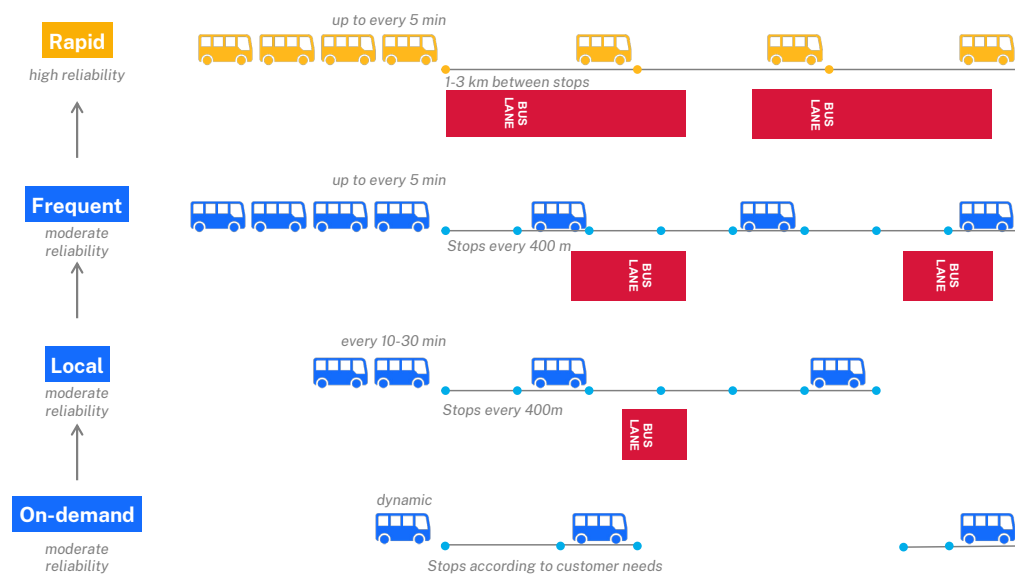 up to every 5 min
Rapid
high reliability
1-3 km between stops
BUS
LANE
BUS
LANE
up to every 5 min
Frequent
moderate
reliability
Stops every 400 m
BUS
LANE
BUS
LANE
every 10-30 min
Local
moderate
reliability
Stops every 400m
BUS
LANE
dynamic
On-demand
moderate
reliability
Stops according to customer needs